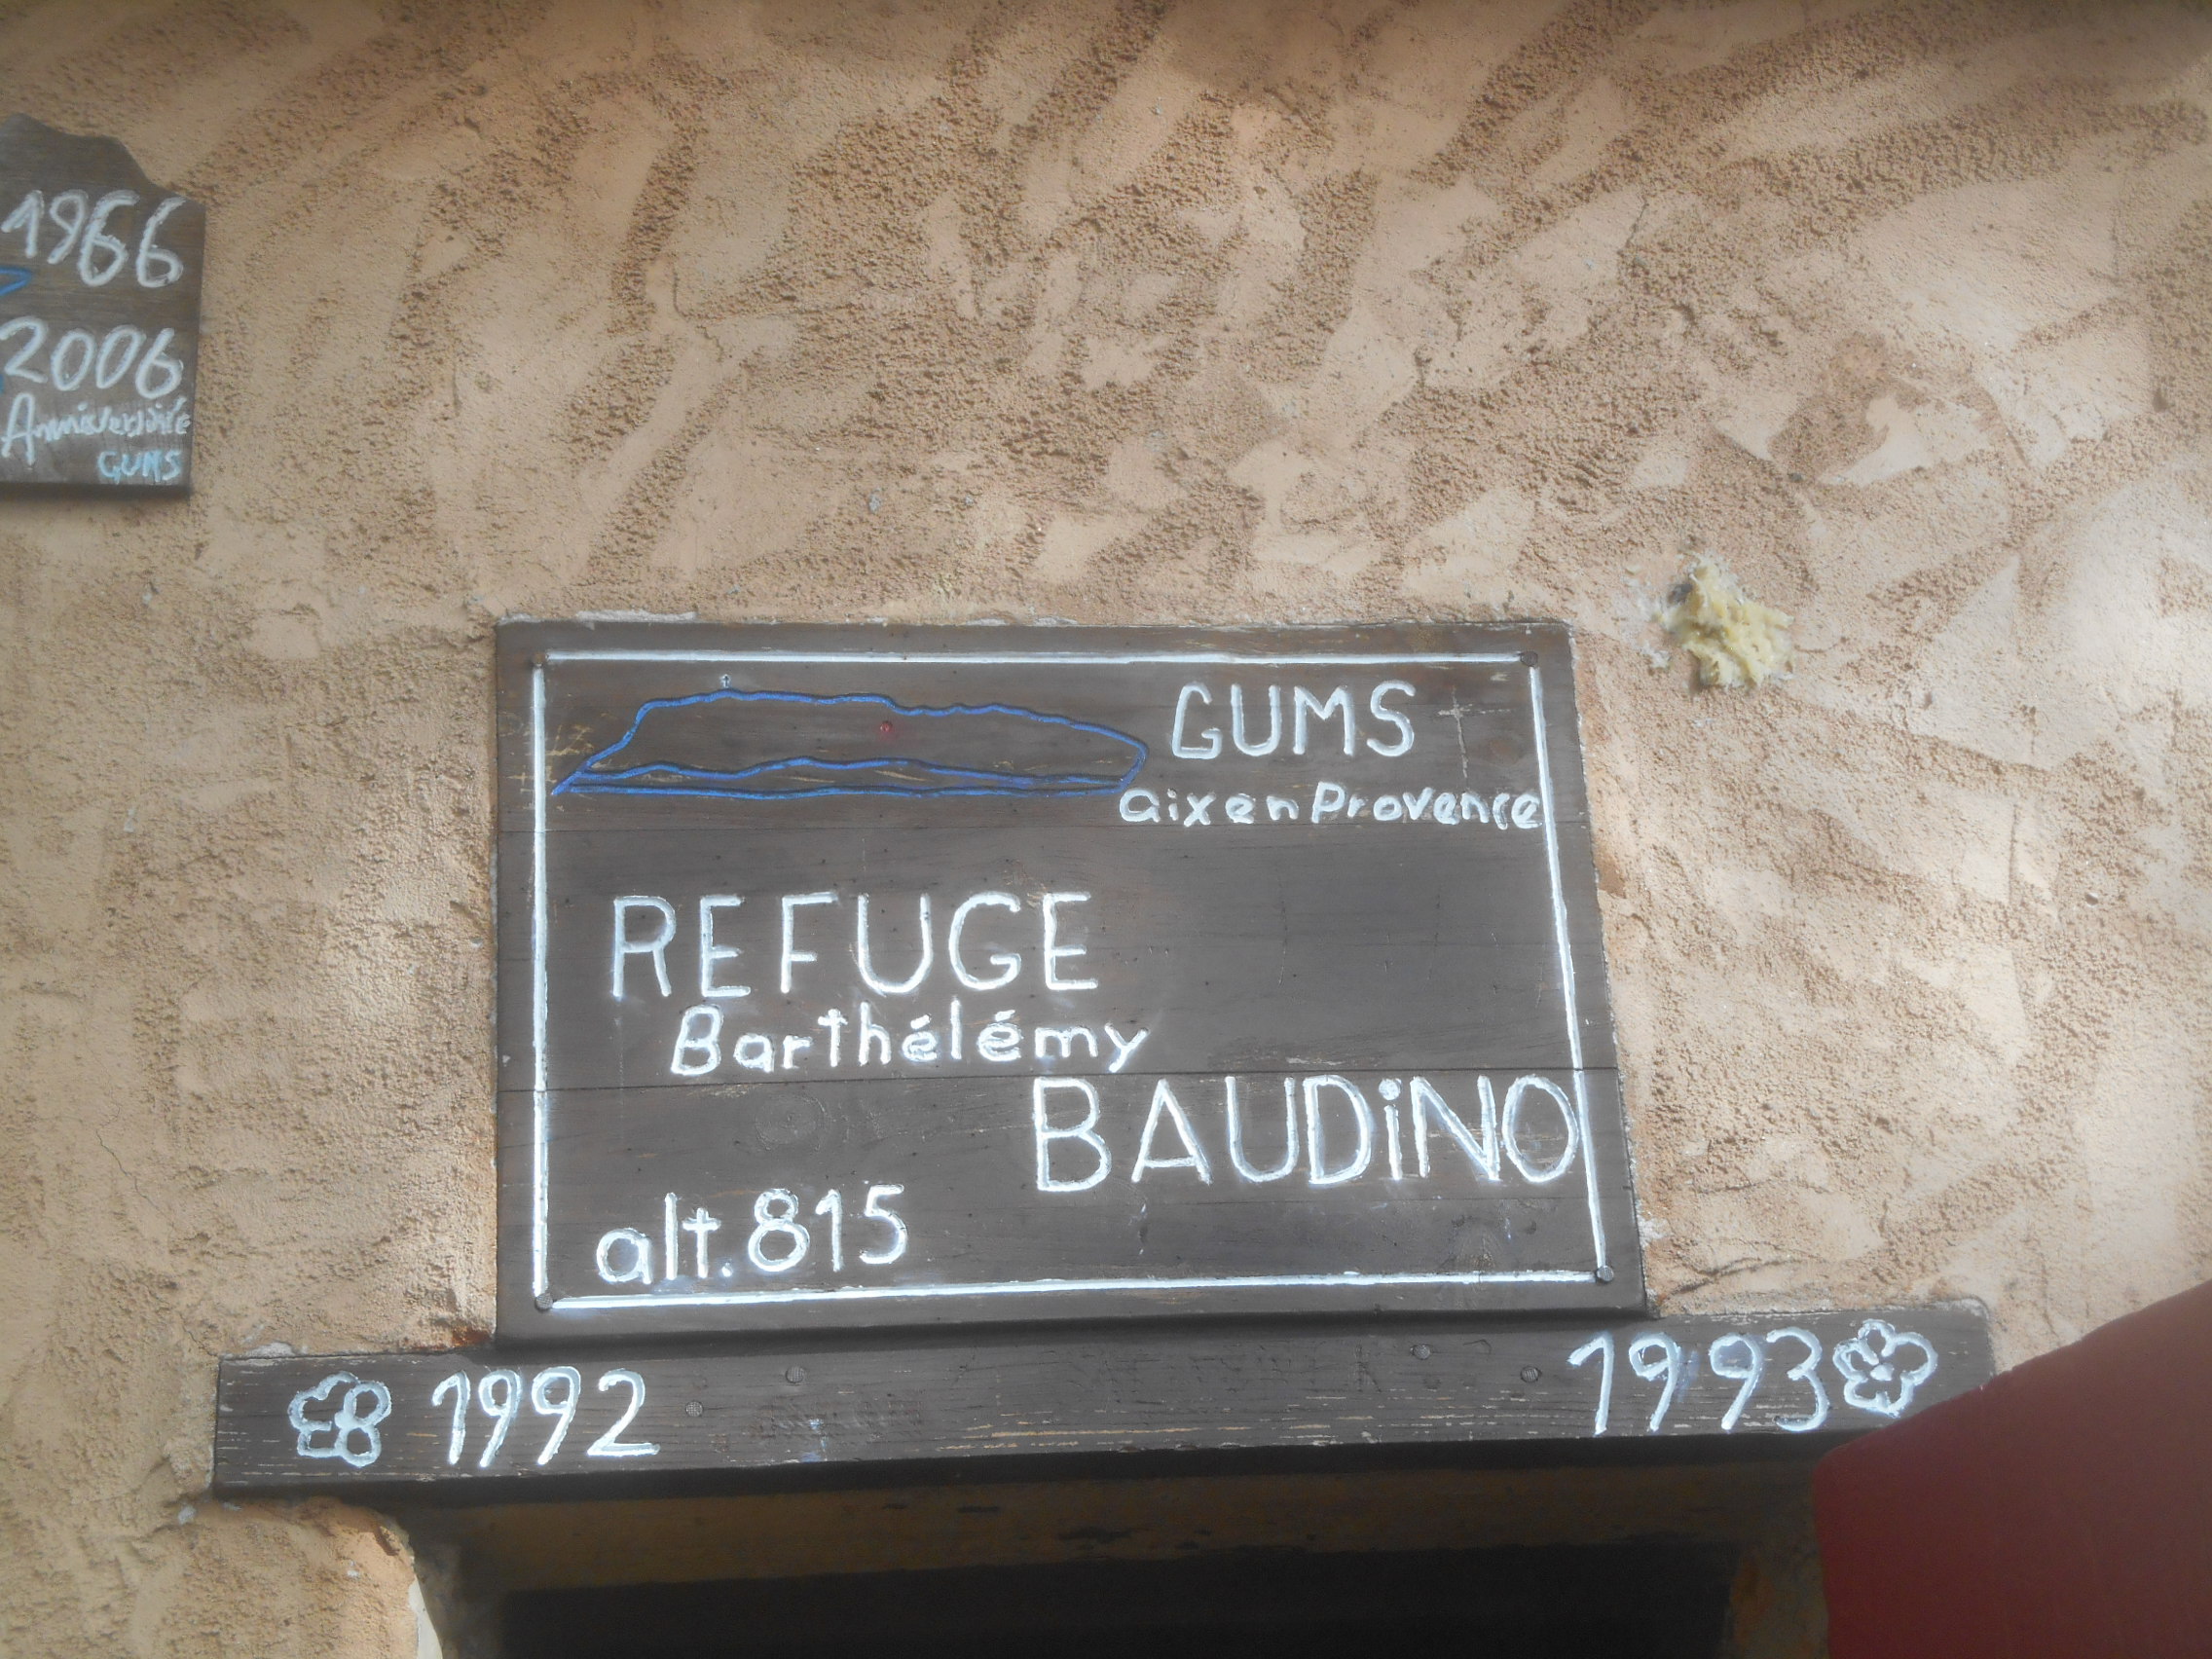 1966
2006
Anniversaire
GUMS
GUMS
aix en Provence
REFUGE
Barthélémy
BAUDiNO
alt. 815
1992 1993